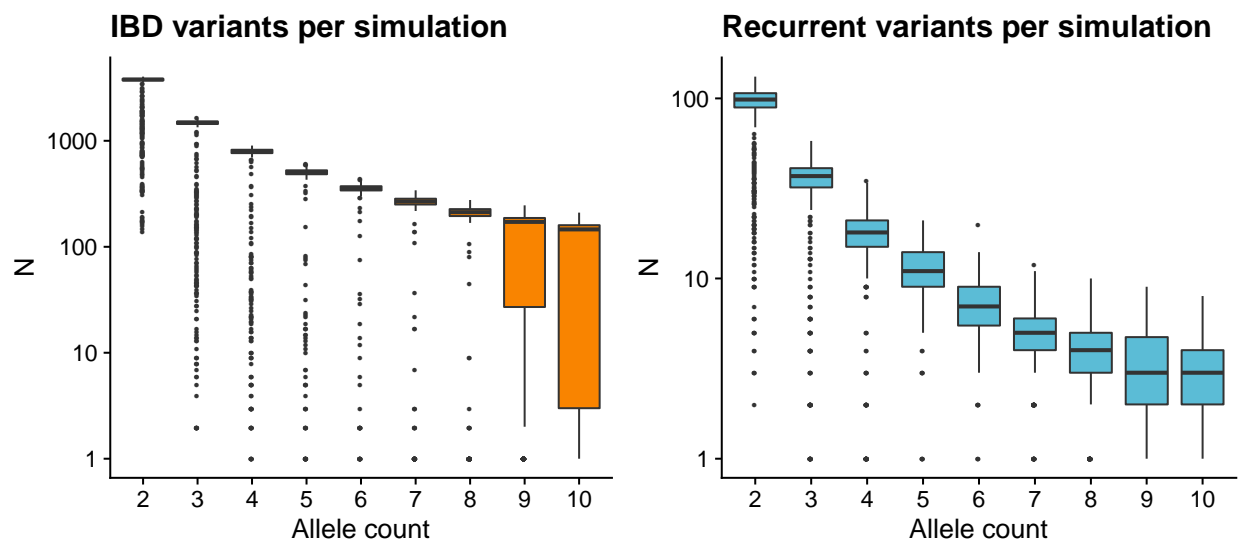 IBD variants per simulation
N
1000
100
10
1
2 3 4 5 6 7 8 9 10
Allele count
Recurrent variants per simulation
N
100
10
1
2 3 4 5 6 7 8 9 10
Allele count